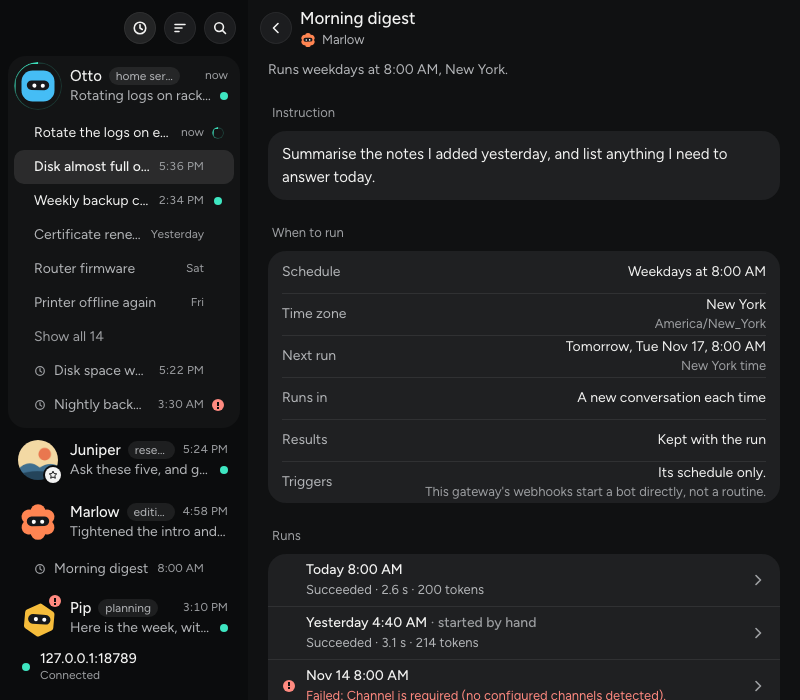 Otto home ser... now
Rotating logs on rack...
Rotate the logs on e... now
Disk almost full o... 5:36 PM
Weekly backup c... 2:34 PM
Certificate rene... Yesterday
Router firmware Sat
Printer offline again Fri
Show all 14
Disk space w... 5:22 PM
Nightly back... 3:30 AM
Juniper rese... 5:24 PM
Ask these five, and g...
Marlow editi... 4:58 PM
Tightened the intro and...
Morning digest 8:00 AM
Pip planning 3:10 PM
Here is the week, wit...
127.0.0.1:18789
Connected
Morning digest
Marlow
Runs weekdays at 8:00 AM, New York.
Instruction
Summarise the notes I added yesterday, and list anything I need to
answer today.
When to run
Schedule Weekdays at 8:00 AM
Time zone New York
America/New_York
Next run Tomorrow, Tue Nov 17, 8:00 AM
New York time
Runs in A new conversation each time
Results Kept with the run
Triggers Its schedule only.
This gateway's webhooks start a bot directly, not a routine.
Runs
Today 8:00 AM
Succeeded · 2.6 s · 200 tokens
Yesterday 4:40 AM · started by hand
Succeeded · 3.1 s · 214 tokens
Nov 14 8:00 AM
Failed: Channel is required (no configured channels detected).